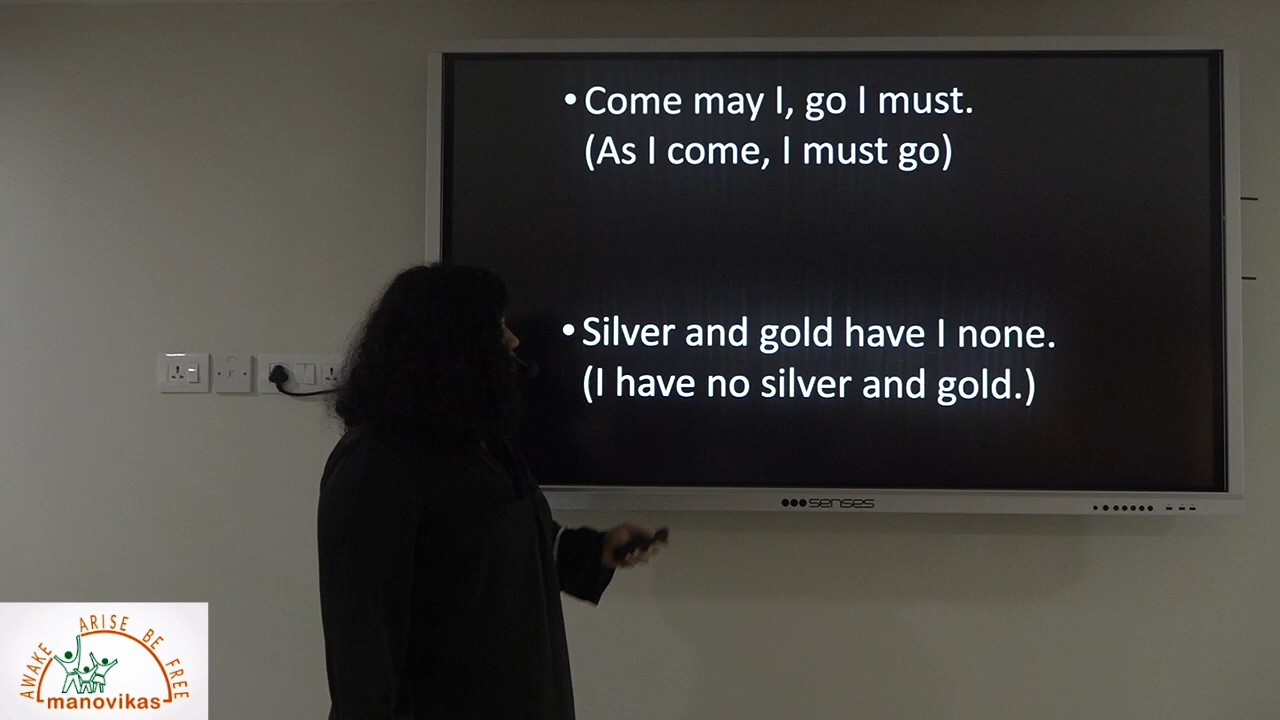 • Come may I, go I must.
(As I come, I must go)
• Silver and gold have I none.
(I have no silver and gold.)
senses
AWAKE ARISE BE FREE
manovikas